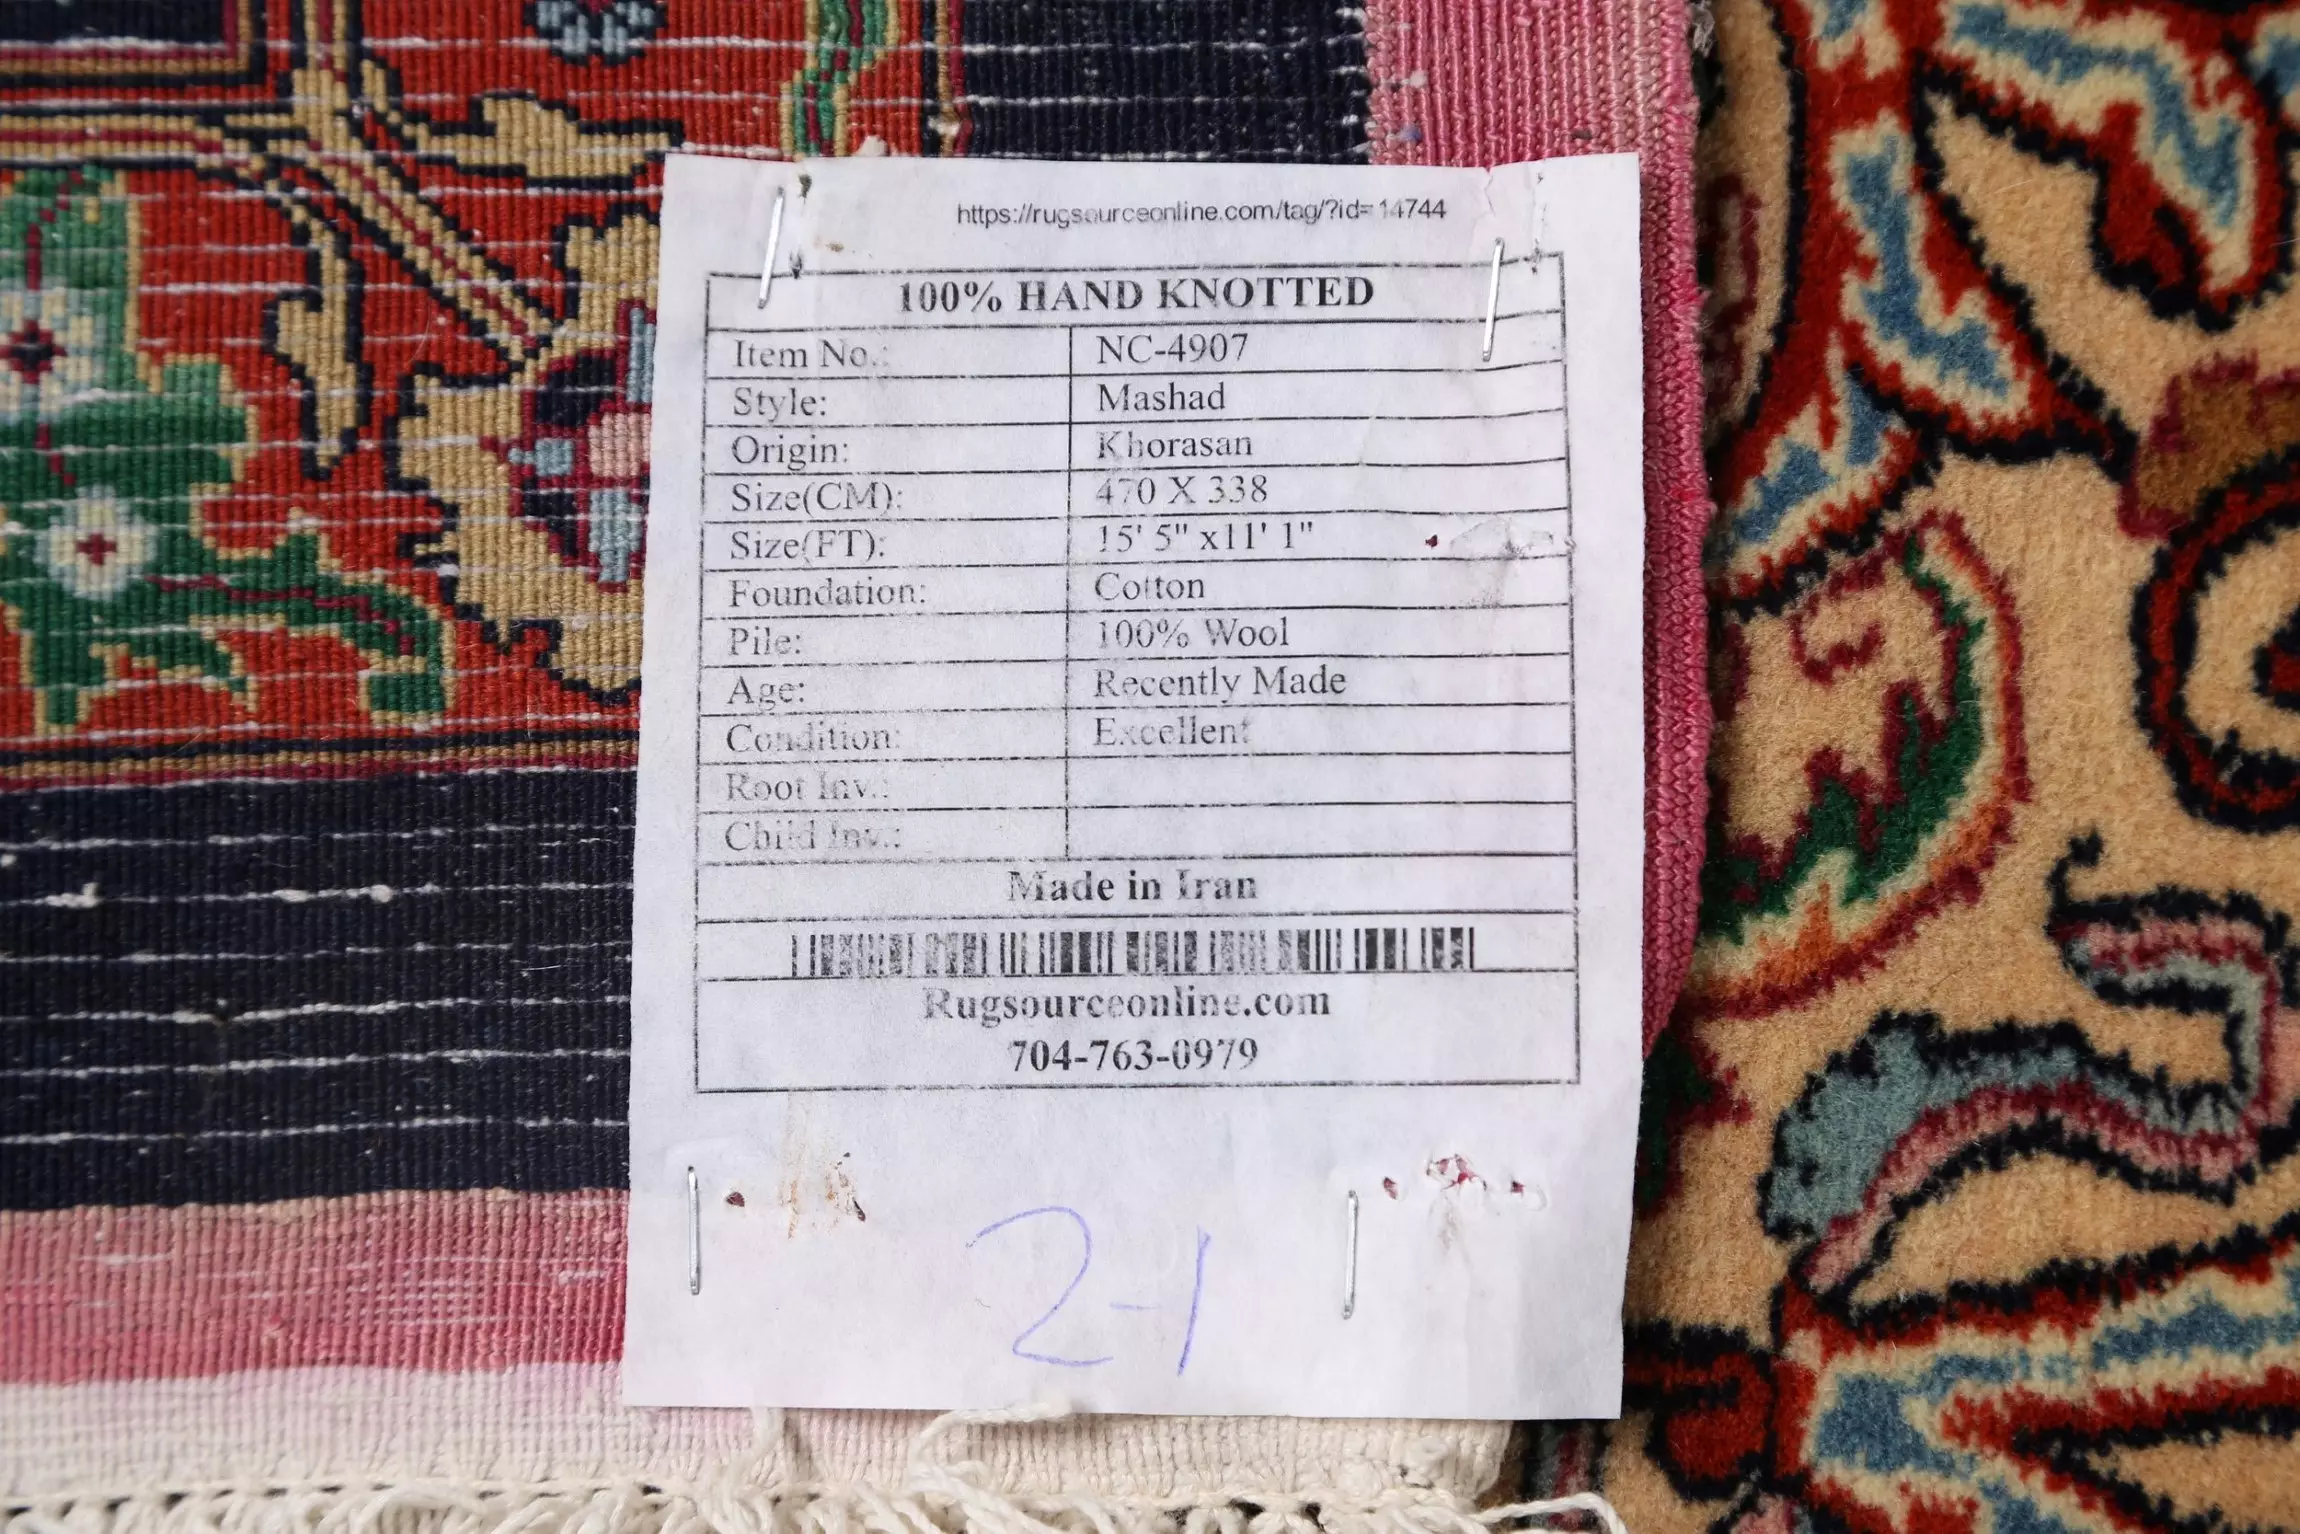 https://rugsourceonline.com/tag/?id=14744
100% HAND KNOTTED
Item No.: NC-4907
Style: Mashad
Origin: Khorasan
Size(CM): 470 X 338
Size(FT): 15' 5" x11' 1"
Foundation: Cotton
Pile: 100% Wool
Age: Recently Made
Condition: Excellent
Root Inv.:
Child Inv.:
Made in Iran
Rugsourceonline.com
704-763-0979
2-1